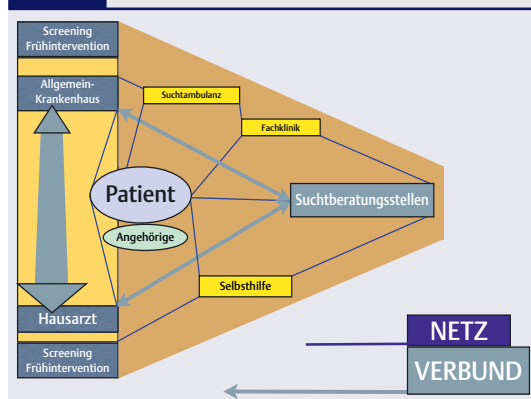 Screening
Frühintervention
Allgemein-
Krankenhaus
Suchtambulanz
Fachklinik
Patient
Suchtberatungsstellen
Angehörige
Selbsthilfe
Hausarzt
NETZ
Screening
Frühintervention
VERBUND